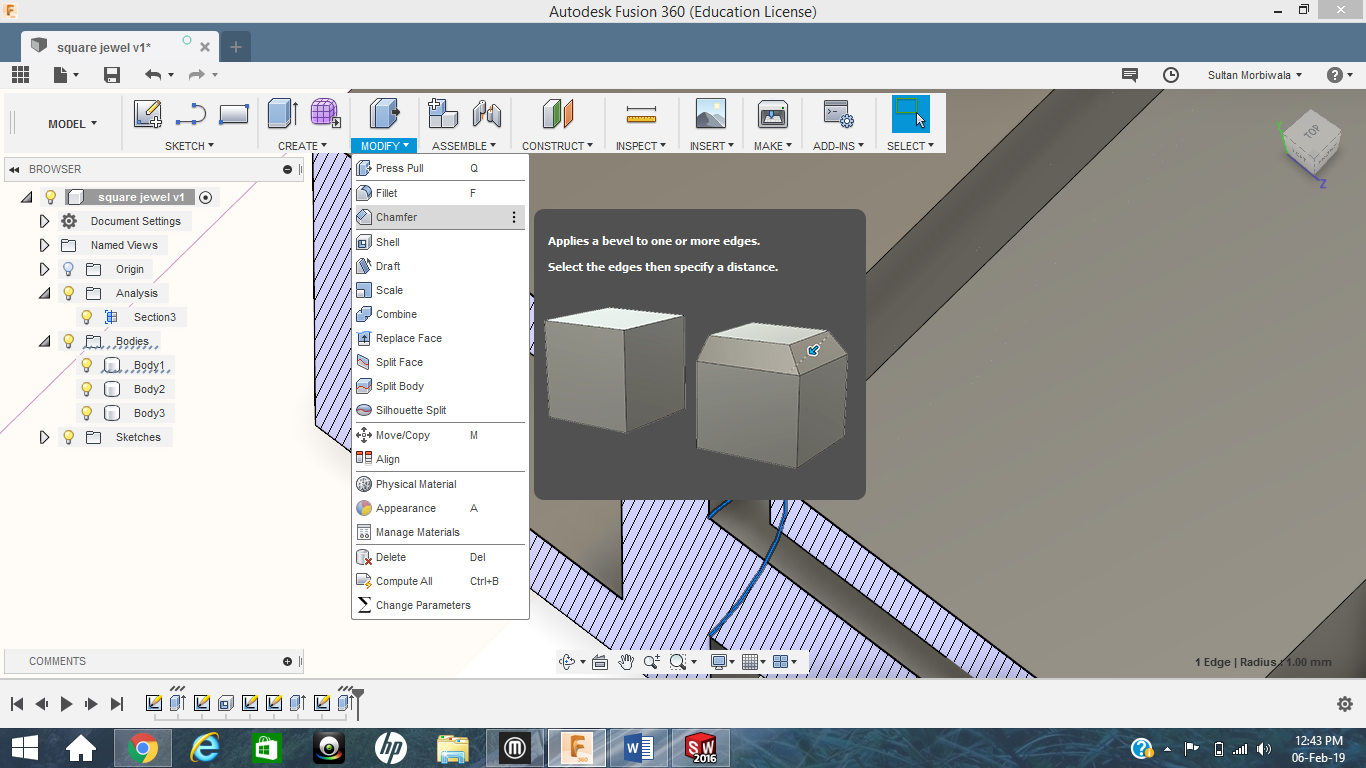 Autodesk Fusion 360 (Education License)
square jewel v1*
Sultan Morbiwala
MODEL
SKETCH
CREATE
MODIFY
ASSEMBLE
CONSTRUCT
INSPECT
INSERT
MAKE
ADD-INS
SELECT
BROWSER
square jewel v1
Document Settings
Named Views
Origin
Analysis
Section3
Bodies
Body1
Body2
Body3
Sketches
Press Pull Q
Fillet F
Chamfer
Shell
Draft
Scale
Combine
Replace Face
Split Face
Split Body
Silhouette Split
Move/Copy M
Align
Physical Material
Appearance A
Manage Materials
Delete Del
Compute All Ctrl+B
Change Parameters
Applies a bevel to one or more edges.
Select the edges then specify a distance.
TOP
Y
Z
COMMENTS
1 Edge | Radius : 1.00 mm
hp
F
360
W
SW
2016
12:43 PM
06-Feb-19